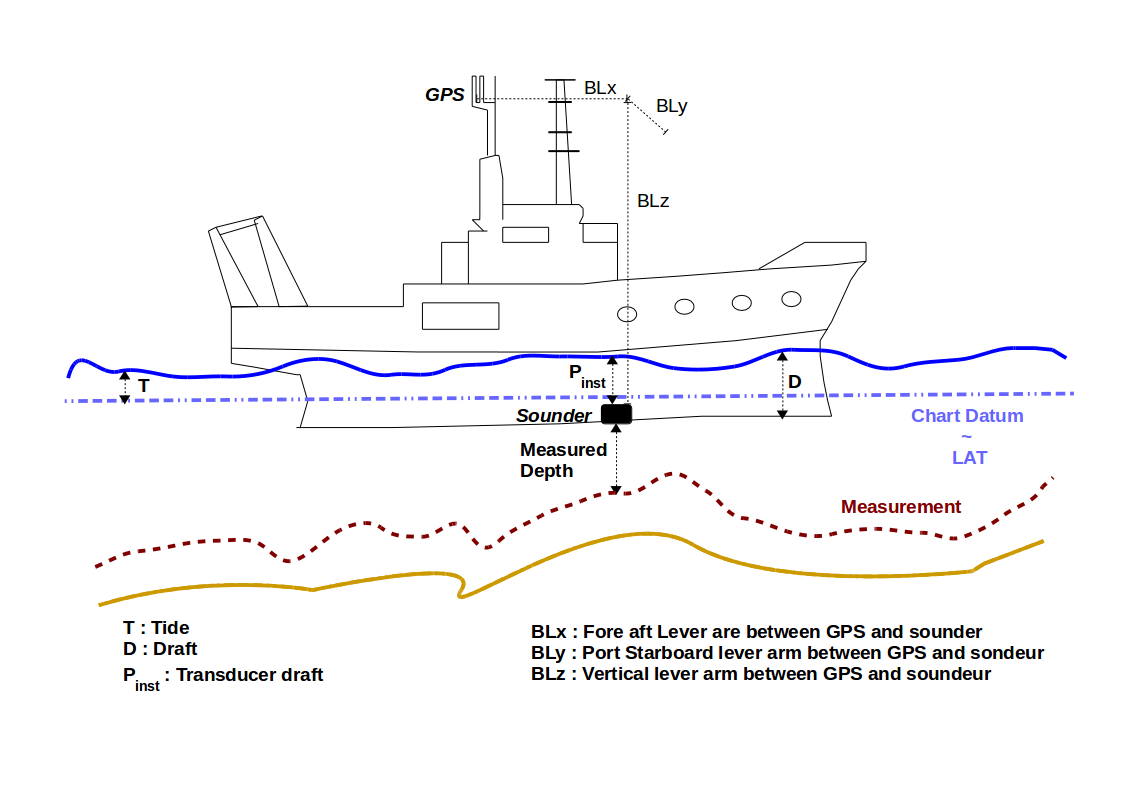 GPS
BLx
BLy
BLz
T
Pinst
D
Sounder
Chart Datum
~
LAT
Measured
Depth
Measurement
T : Tide
D : Draft
Pinst : Transducer draft
BLx : Fore aft Lever are between GPS and sounder
BLy : Port Starboard lever arm between GPS and sondeur
BLz : Vertical lever arm between GPS and soundeur